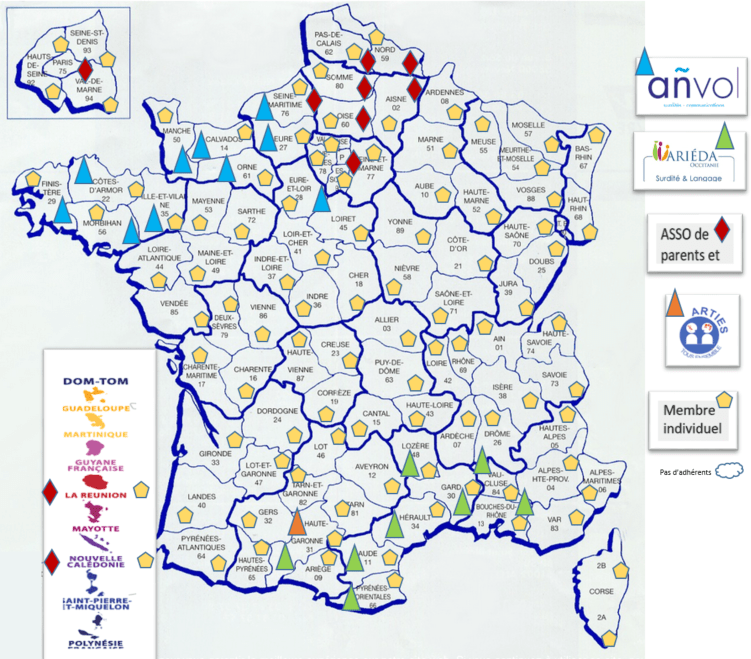 SEINE-ST-
DENIS
93
HAUTS-
DE-
SEINE
92
PARIS
75
VAL-DE-
MARNE
94
PAS-DE-
CALAIS
62
NORD
59
SOMME
80
SEINE-
MARITIME
76
OISE
60
AISNE
02
ARDENNES
08
MANCHE
50
CALVADOS
14
EURE
27
MARNE
51
MEUSE
55
MOSELLE
57
MEURTHE-
ET-MOSELLE
54
BAS-
RHIN
67
FINIS-
TÈRE
29
CÔTES-
D'ARMOR
22
ORNE
61
EURE-
ET-LOIR
28
78
MARNE
77
AUBE
10
HAUTE-
MARNE
52
VOSGES
88
HAUT-
RHIN
68
MORBIHAN
56
35
MAYENNE
53
SARTHE
72
LOIRET
45
YONNE
89
CÔTE-
D'OR
21
HAUTE-
SAÔNE
70
DOUBS
25
LOIRE-
ATLANTIQUE
44
MAINE-ET-
LOIRE
49
LOIR-ET-
CHER
41
INDRE-ET-
LOIRE
37
CHER
18
NIÈVRE
58
SAÔNE-ET-
LOIRE
71
JURA
39
VENDÉE
85
DEUX-
SÈVRES
79
VIENNE
86
INDRE
36
ALLIER
03
AIN
01
HAUTE-
SAVOIE
74
CHARENTE-
MARITIME
17
CHARENTE
16
HAUTE-
VIENNE
87
CREUSE
23
PUY-DE-
DÔME
63
LOIRE
42
RHÔNE
69
ISÈRE
38
SAVOIE
73
DORDOGNE
24
CORRÈZE
19
CANTAL
15
HAUTE-LOIRE
43
ARDÈCHE
07
DRÔME
26
HAUTES-
ALPES
05
GIRONDE
33
LOT-ET-
GARONNE
47
LOT
46
AVEYRON
12
LOZÈRE
48
GARD
30
84
ALPES-
HTE-PROV.
04
ALPES-
MARITIMES
06
LANDES
40
GERS
32
GARONNE
82
TARN
81
HÉRAULT
34
BOUCHES-DU-
RHÔNE
13
VAR
83
PYRÉNÉES-
ATLANTIQUES
64
HAUTES-
PYRÉNÉES
65
HAUTE-
GARONNE
31
ARIÈGE
09
AUDE
11
PYRÉNÉES-
ORIENTALES
66
2B
CORSE
2A
DOM-TOM
GUADELOUPE
MARTINIQUE
GUYANE
FRANÇAISE
LA REUNION
MAYOTTE
NOUVELLE
CALÉDONIE
SAINT-PIERRE-
ET-MIQUELON
POLYNÉSIE
añvol
ARIÉDA
OCCITANIE
Surdité & Langage
ASSO de
parents et
ARTIES
Membre
individuel
Pas d'adhérents